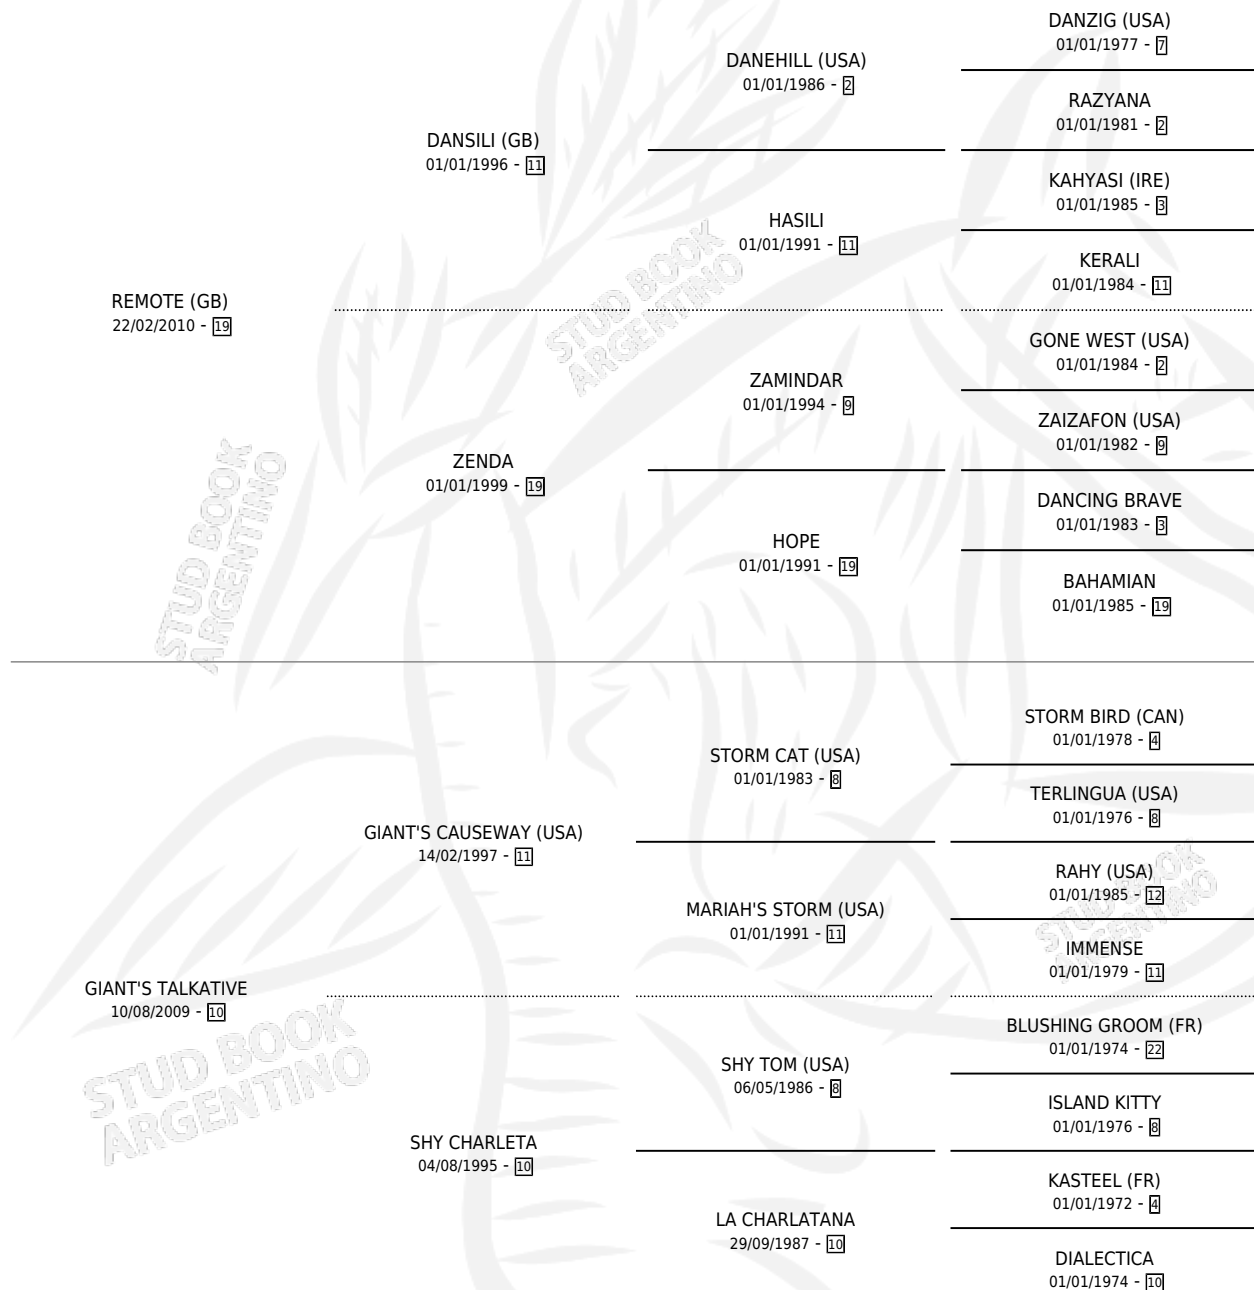 DANZIG (USA)
01/01/1977 - 7
DANEHILL (USA)
01/01/1986 - 2
RAZYANA
01/01/1981 - 2
DANSILI (GB)
01/01/1996 - 11
KAHYASI (IRE)
01/01/1985 - 3
HASILI
01/01/1991 - 11
KERALI
01/01/1984 - 11
REMOTE (GB)
22/02/2010 - 19
GONE WEST (USA)
01/01/1984 - 2
ZAMINDAR
01/01/1994 - 9
ZAIZAFON (USA)
01/01/1982 - 9
ZENDA
01/01/1999 - 19
DANCING BRAVE
01/01/1983 - 3
HOPE
01/01/1991 - 19
BAHAMIAN
01/01/1985 - 19
STORM BIRD (CAN)
01/01/1978 - 4
STORM CAT (USA)
01/01/1983 - 8
TERLINGUA (USA)
01/01/1976 - 8
GIANT'S CAUSEWAY (USA)
14/02/1997 - 11
RAHY (USA)
01/01/1985 - 12
MARIAH'S STORM (USA)
01/01/1991 - 11
IMMENSE
01/01/1979 - 11
GIANT'S TALKATIVE
10/08/2009 - 10
BLUSHING GROOM (FR)
01/01/1974 - 22
SHY TOM (USA)
06/05/1986 - 8
ISLAND KITTY
01/01/1976 - 8
SHY CHARLETA
04/08/1995 - 10
KASTEEL (FR)
01/01/1972 - 4
LA CHARLATANA
29/09/1987 - 10
DIALECTICA
01/01/1974 - 10
STUD BOOK
ARGENTINO
STUD BOOK
ARGENTINO
STUD BOOK
ARGENTINO
STUD BOOK
ARGENTINO